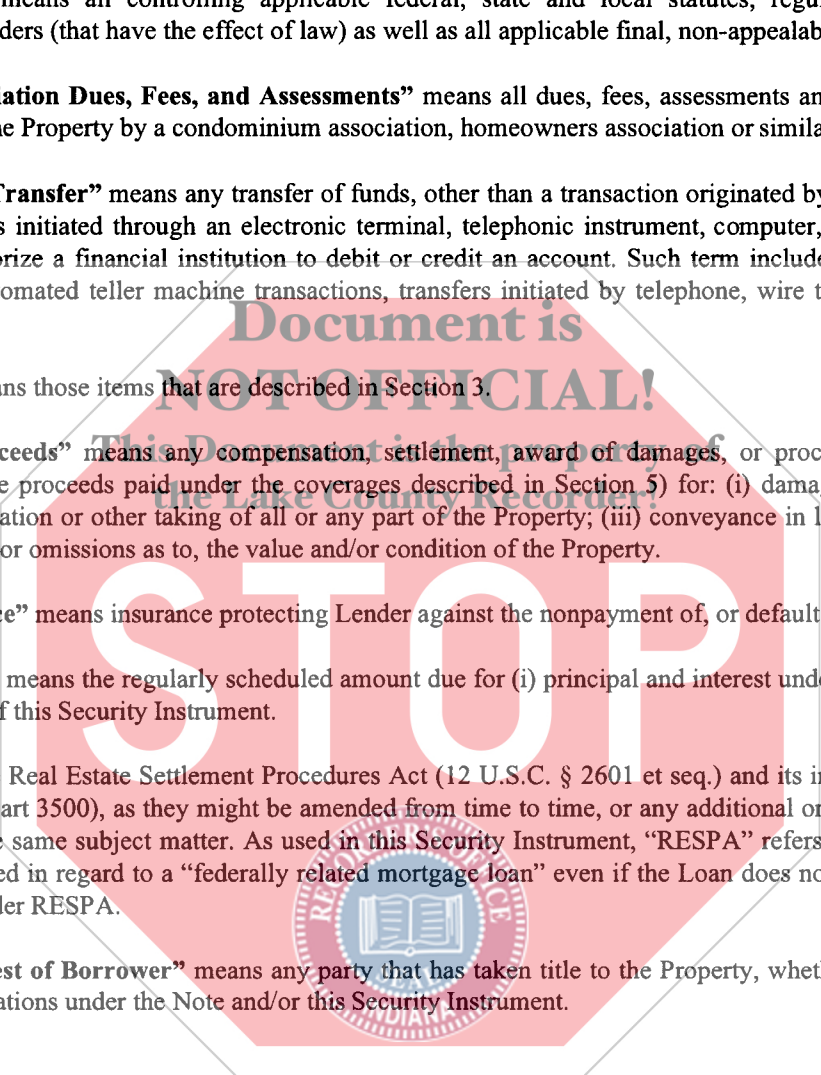 means all controlling applicable federal, state and local statutes, regu
ders (that have the effect of law) as well as all applicable final, non-appealab
iation Dues, Fees, and Assessments” means all dues, fees, assessments an
he Property by a condominium association, homeowners association or simila
Transfer” means any transfer of funds, other than a transaction originated by
s initiated through an electronic terminal, telephonic instrument, computer,
orize a financial institution to debit or credit an account. Such term include
omated teller machine transactions, transfers initiated by telephone, wire t
Document is
ans those items that are described in Section 3.
NOT OFFICIAL!
ceeds” means any compensation, settlement, award of damages, or proc
This Document is the property of
e proceeds paid under the coverages described in Section 5) for: (i) dama
the Lake County Recorder!
ation or other taking of all or any part of the Property; (iii) conveyance in l
or omissions as to, the value and/or condition of the Property.
STOP
ce” means insurance protecting Lender against the nonpayment of, or default
means the regularly scheduled amount due for (i) principal and interest unde
f this Security Instrument.
Real Estate Settlement Procedures Act (12 U.S.C. § 2601 et seq.) and its i
art 3500), as they might be amended from time to time, or any additional or
e same subject matter. As used in this Security Instrument, “RESPA” refers
ed in regard to a “federally related mortgage loan” even if the Loan does no
der RESPA.
RECORDER'S OFFICE
SEAL
INDIANA
est of Borrower” means any party that has taken title to the Property, wheth
ations under the Note and/or this Security Instrument.